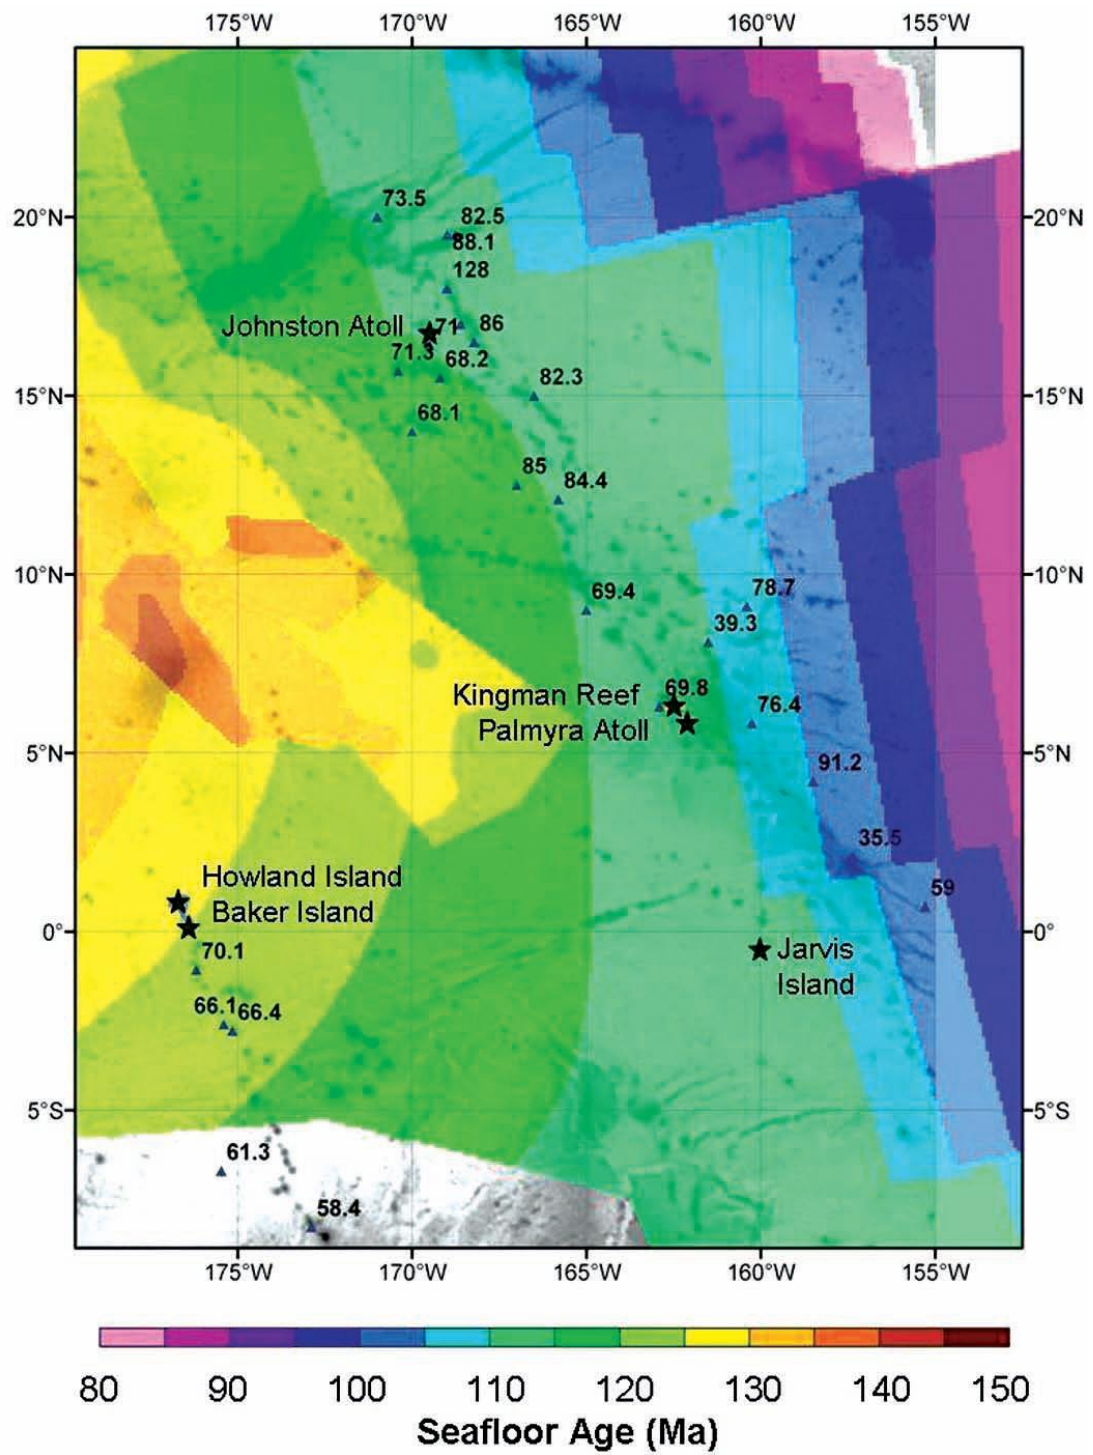 175°W 170°W 165°W 160°W 155°W
20°N 20°N
73.5
82.5
88.1
128
Johnston Atoll 71 86
71.3 68.2
82.3
15°N 15°N
68.1
85
84.4
10°N 10°N
69.4 78.7
39.3
Kingman Reef 69.8
Palmyra Atoll 76.4
5°N 5°N
91.2
35.5
Howland Island 59
Baker Island
0° 0°
70.1 Jarvis
Island
66.1 66.4
5°S 5°S
61.3
58.4
175°W 170°W 165°W 160°W 155°W
80 90 100 110 120 130 140 150
Seafloor Age (Ma)